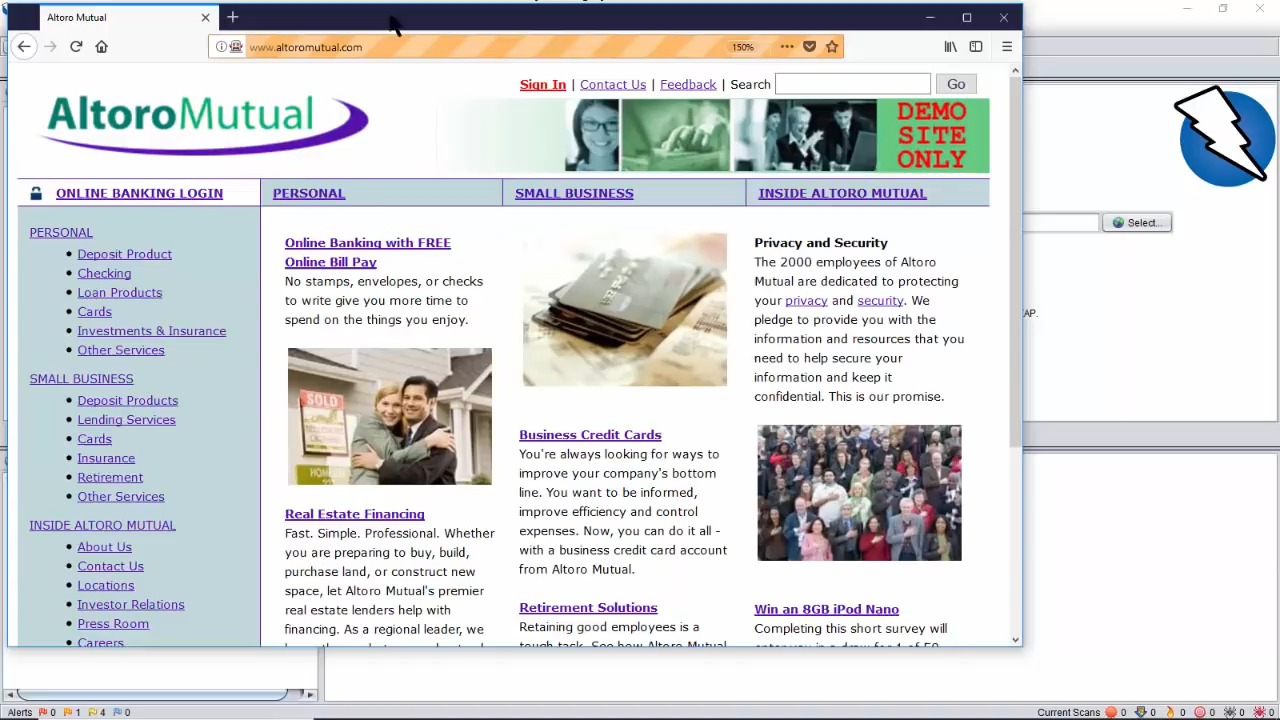 Altoro Mutual
www.altoromutual.com
150%
Sign In | Contact Us | Feedback | Search
Go
AltoroMutual
DEMO
SITE
ONLY
ONLINE BANKING LOGIN
PERSONAL
SMALL BUSINESS
INSIDE ALTORO MUTUAL
PERSONAL
Deposit Product
Checking
Loan Products
Cards
Investments & Insurance
Other Services
SMALL BUSINESS
Deposit Products
Lending Services
Cards
Insurance
Retirement
Other Services
INSIDE ALTORO MUTUAL
About Us
Contact Us
Locations
Investor Relations
Press Room
Careers
Online Banking with FREE
Online Bill Pay
No stamps, envelopes, or checks
to write give you more time to
spend on the things you enjoy.
SOLD
Real Estate Financing
Fast. Simple. Professional. Whether
you are preparing to buy, build,
purchase land, or construct new
space, let Altoro Mutual's premier
real estate lenders help with
financing. As a regional leader, we
Business Credit Cards
You're always looking for ways to
improve your company's bottom
line. You want to be informed,
improve efficiency and control
expenses. Now, you can do it all -
with a business credit card account
from Altoro Mutual.
Retirement Solutions
Retaining good employees is a
tough task. See how Altoro Mutual
Privacy and Security
The 2000 employees of Altoro
Mutual are dedicated to protecting
your privacy and security. We
pledge to provide you with the
information and resources that you
need to help secure your
information and keep it
confidential. This is our promise.
Win an 8GB iPod Nano
Completing this short survey will
Select...
AP.
Alerts 0 1 4 0
Current Scans 0 0 0 0 0 0